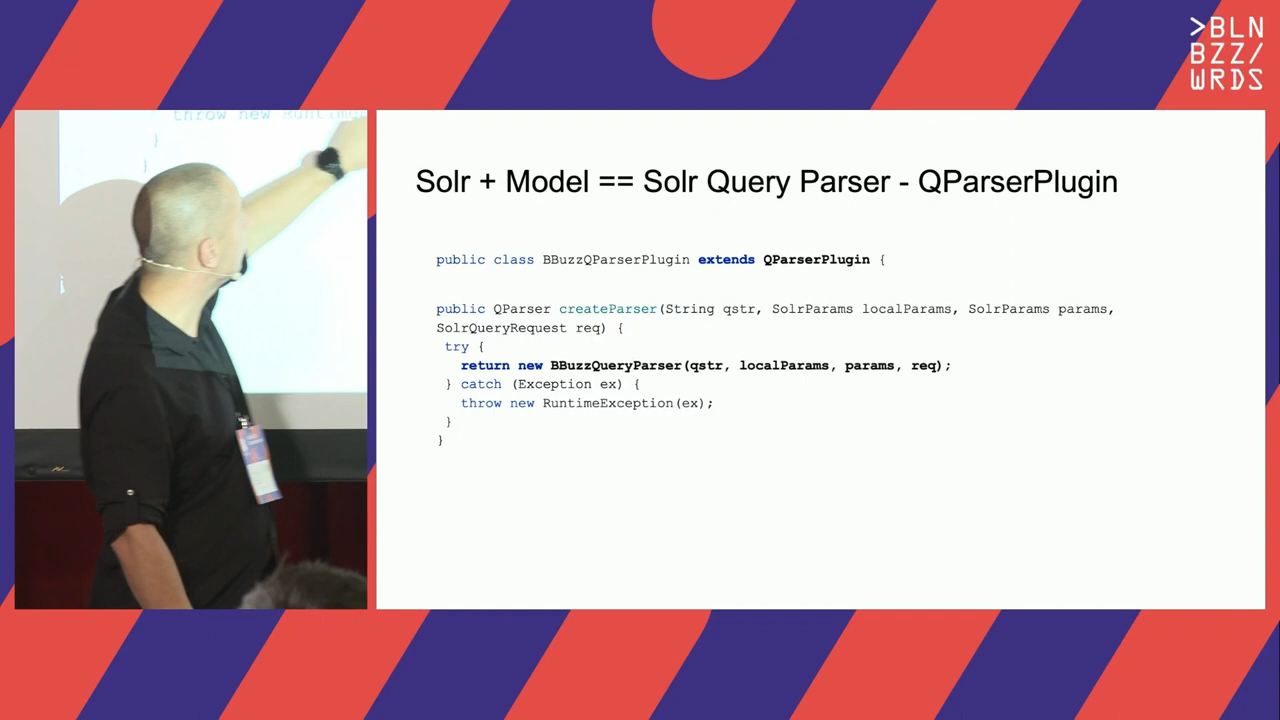 >BLN
BZZ/
WRDS
throw new Runtime
}
}
Solr + Model == Solr Query Parser - QParserPlugin
public class BBuzzQParserPlugin extends QParserPlugin {
public QParser createParser(String qstr, SolrParams localParams, SolrParams params,
SolrQueryRequest req) {
try {
return new BBuzzQueryParser(qstr, localParams, params, req);
} catch (Exception ex) {
throw new RuntimeException(ex);
}
}